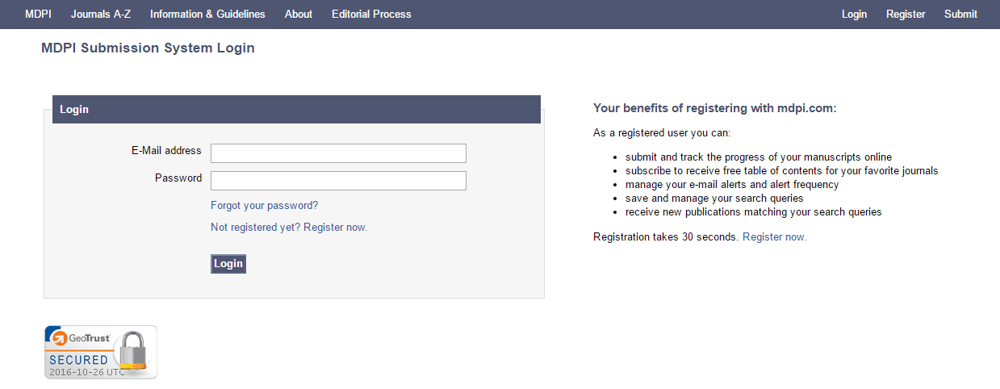 MDPI Journals A-Z Information & Guidelines About Editorial Process Login Register Submit
MDPI Submission System Login
Login
E-Mail address
Password
Forgot your password?
Not registered yet? Register now.
Login
Your benefits of registering with mdpi.com:
As a registered user you can:
submit and track the progress of your manuscripts online
subscribe to receive free table of contents for your favorite journals
manage your e-mail alerts and alert frequency
save and manage your search queries
receive new publications matching your search queries
Registration takes 30 seconds. Register now.
GeoTrust
SECURED
2016-10-26 UTC